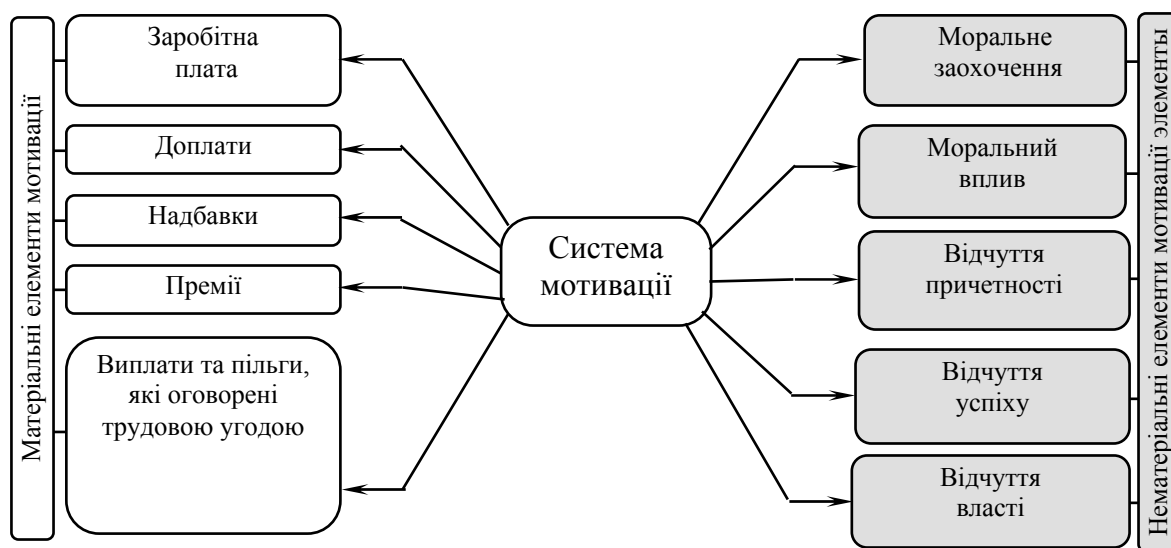 Матеріальні елементи мотивації
Заробітна
плата
Доплати
Надбавки
Премії
Виплати та пільги,
які оговорені
трудовою угодою
Система
мотивації
Моральне
заохочення
Моральний
вплив
Відчуття
причетності
Відчуття
успіху
Відчуття
власті
Нематеріальні елементи мотивації элементы